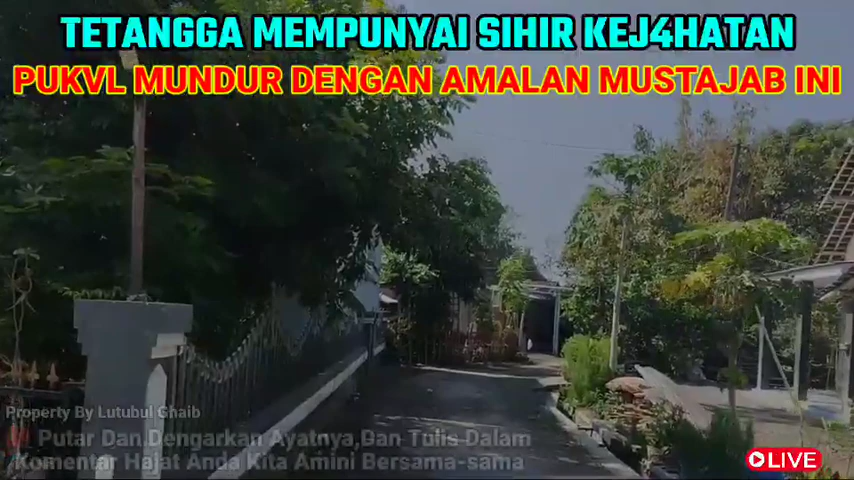 TETANGGA MEMPUNYAI SIHIR KEJ4HATAN
PUKVL MUNDUR DENGAN AMALAN MUSTAJAB INI
Property By Lutubul Ghaib
Putar Dan Dengarkan Ayatnya,Dan Tulis Dalam
Komentar Hajat Anda Kita Amini Bersama-sama
LIVE